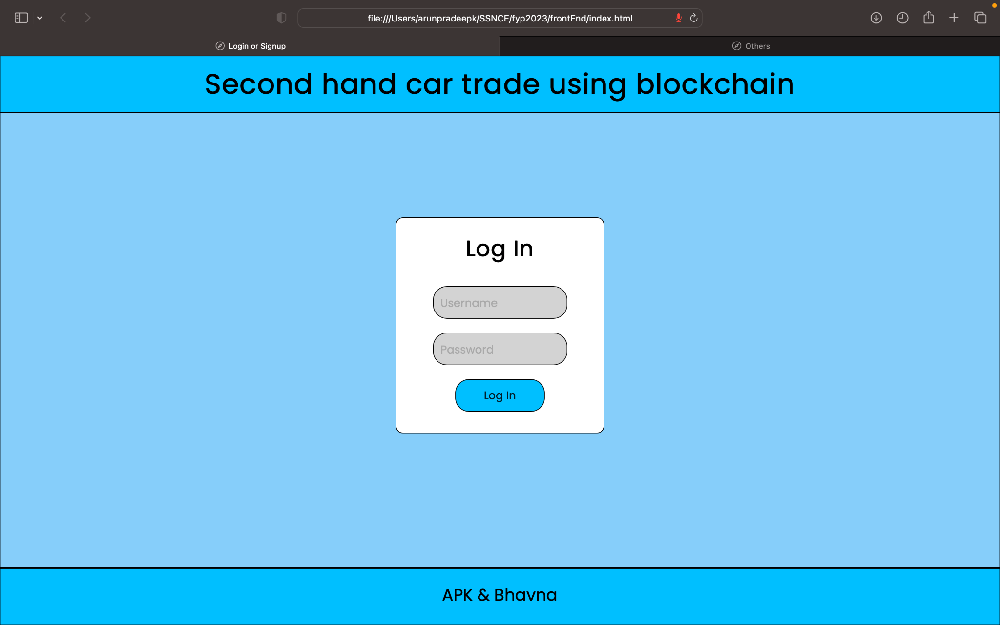 file:///Users/arunpradeepk/SSNCE/fyp2023/frontEnd/index.html
Login or Signup
Others
Second hand car trade using blockchain
Log In
Username
Password
Log In
APK & Bhavna